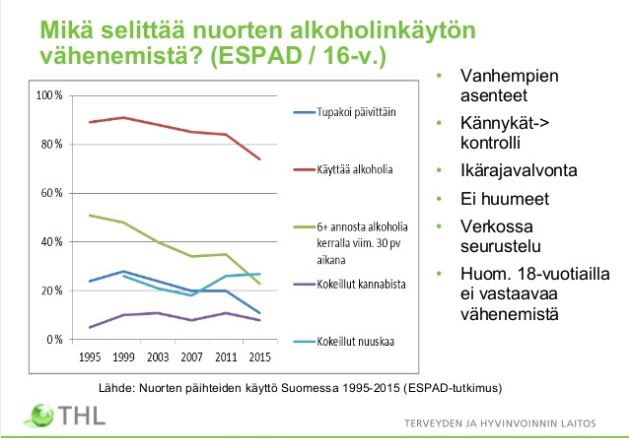 Mikä selittää nuorten alkoholinkäytön
vähenemistä? (ESPAD / 16-v.)
100 %
80 %
60 %
40 %
20 %
0 %
1995 1999 2003 2007 2011 2015
Tupakoi päivittäin
Käyttää alkoholia
6+ annosta alkoholia
kerralla viim. 30 pv
aikana
Kokeillut kannabista
Kokeillut nuuskaa
• Vanhempien
asenteet
• Kännykät->
kontrolli
• Ikärajavalvonta
• Ei huumeet
• Verkossa
seurustelu
• Huom. 18-vuotiailla
ei vastaavaa
vähenemistä
Lähde: Nuorten päihteiden käyttö Suomessa 1995-2015 (ESPAD-tutkimus)
THL
TERVEYDEN JA HYVINVOINNIN LAITOS